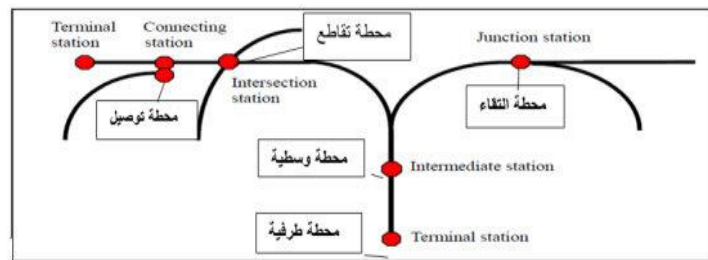 Terminal
station
Connecting
station
محطة تقاطع
Junction station
Intersection
station
محطة توصيل
محطة التقاء
محطة وسطية
Intermediate station
محطة طرفية
Terminal station